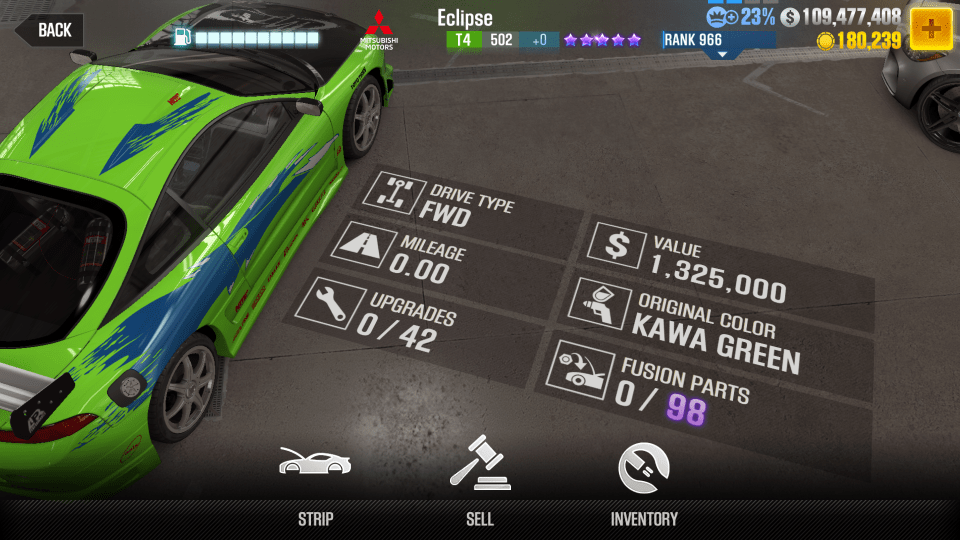 BACK
MITSUBISHI
MOTORS
Eclipse
T4 502 +0
RANK 966
23% $ 109,477,408
180,239
DRIVE TYPE
FWD
MILEAGE
0.00
UPGRADES
0 / 42
$ VALUE
1,325,000
ORIGINAL COLOR
KAWA GREEN
FUSION PARTS
0 / 98
42
STRIP
SELL
INVENTORY